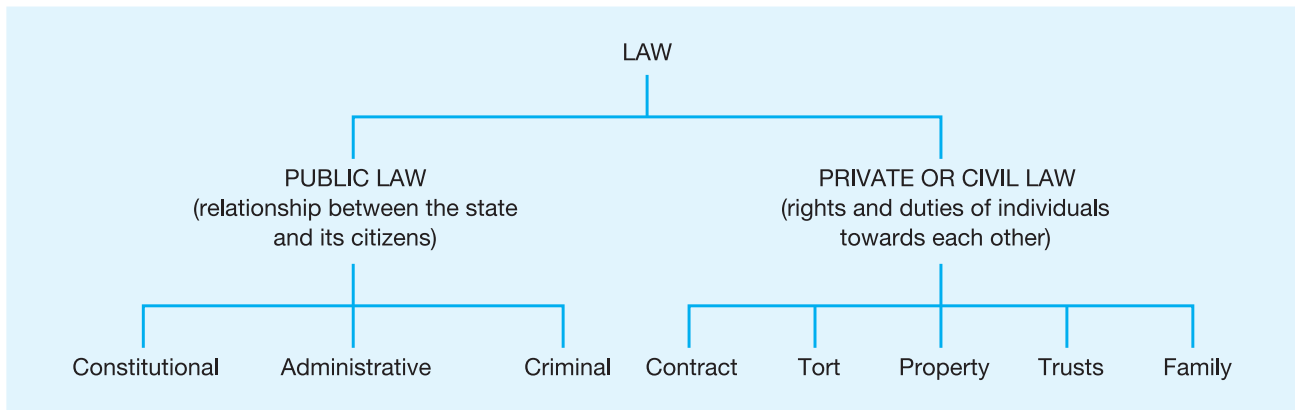 LAW
PUBLIC LAW
(relationship between the state
and its citizens)
PRIVATE OR CIVIL LAW
(rights and duties of individuals
towards each other)
Constitutional
Administrative
Criminal
Contract
Tort
Property
Trusts
Family